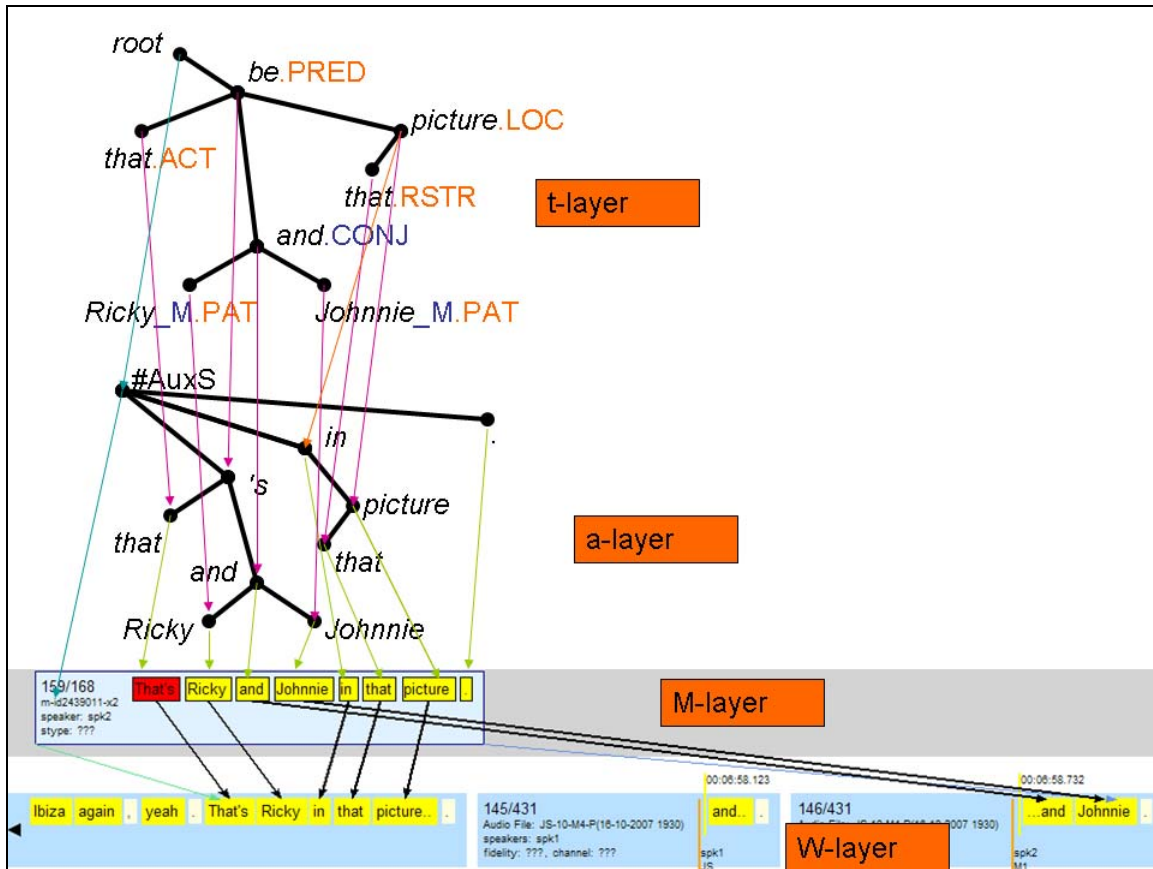 root
be.PRED
picture.LOC
that.ACT
that.RSTR
t-layer
and.CONJ
Ricky_M.PAT
Johnnie_M.PAT
#AuxS
in
.
's
picture
that
a-layer
that
and
Ricky
Johnnie
159/168
That's Ricky and Johnnie in that picture .
m-id2439011-x2
speaker: spk2
stype: ???
M-layer
00:06:58.123
00:06:58.732
Ibiza again , yeah . That's Ricky in that picture.. .
145/431
and.. .
146/431
...and Johnnie .
Audio File: JS-10-M4-P(16-10-2007 1930)
speakers: spk1
fidelity: ???, channel: ???
spk1
JS
W-layer
spk2
M1